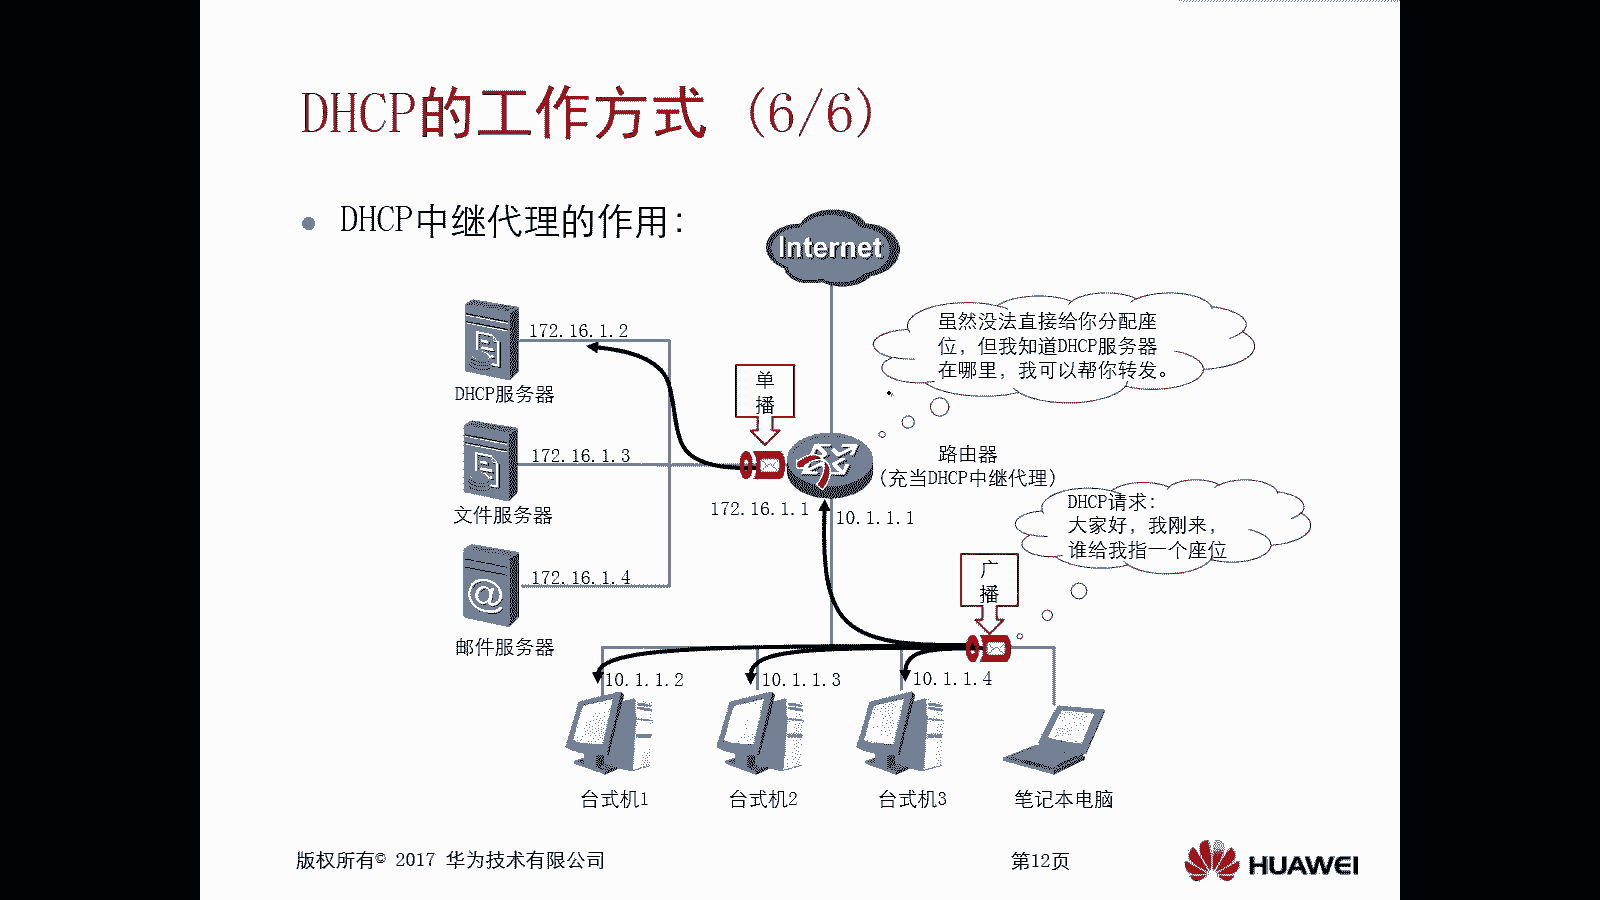 DHCP的工作方式 (6/6)
DHCP中继代理的作用：
Internet
虽然没法直接给你分配座
位，但我知道DHCP服务器
在哪里，我可以帮你转发。
172.16.1.2
DHCP服务器
单
播
172.16.1.3
文件服务器
路由器
（充当DHCP中继代理）
172.16.1.1
10.1.1.1
DHCP请求：
大家好，我刚来，
谁给我指一个座位
172.16.1.4
邮件服务器
广
播
10.1.1.2
10.1.1.3
10.1.1.4
台式机1
台式机2
台式机3
笔记本电脑
版权所有© 2017 华为技术有限公司
第12页
HUAWEI